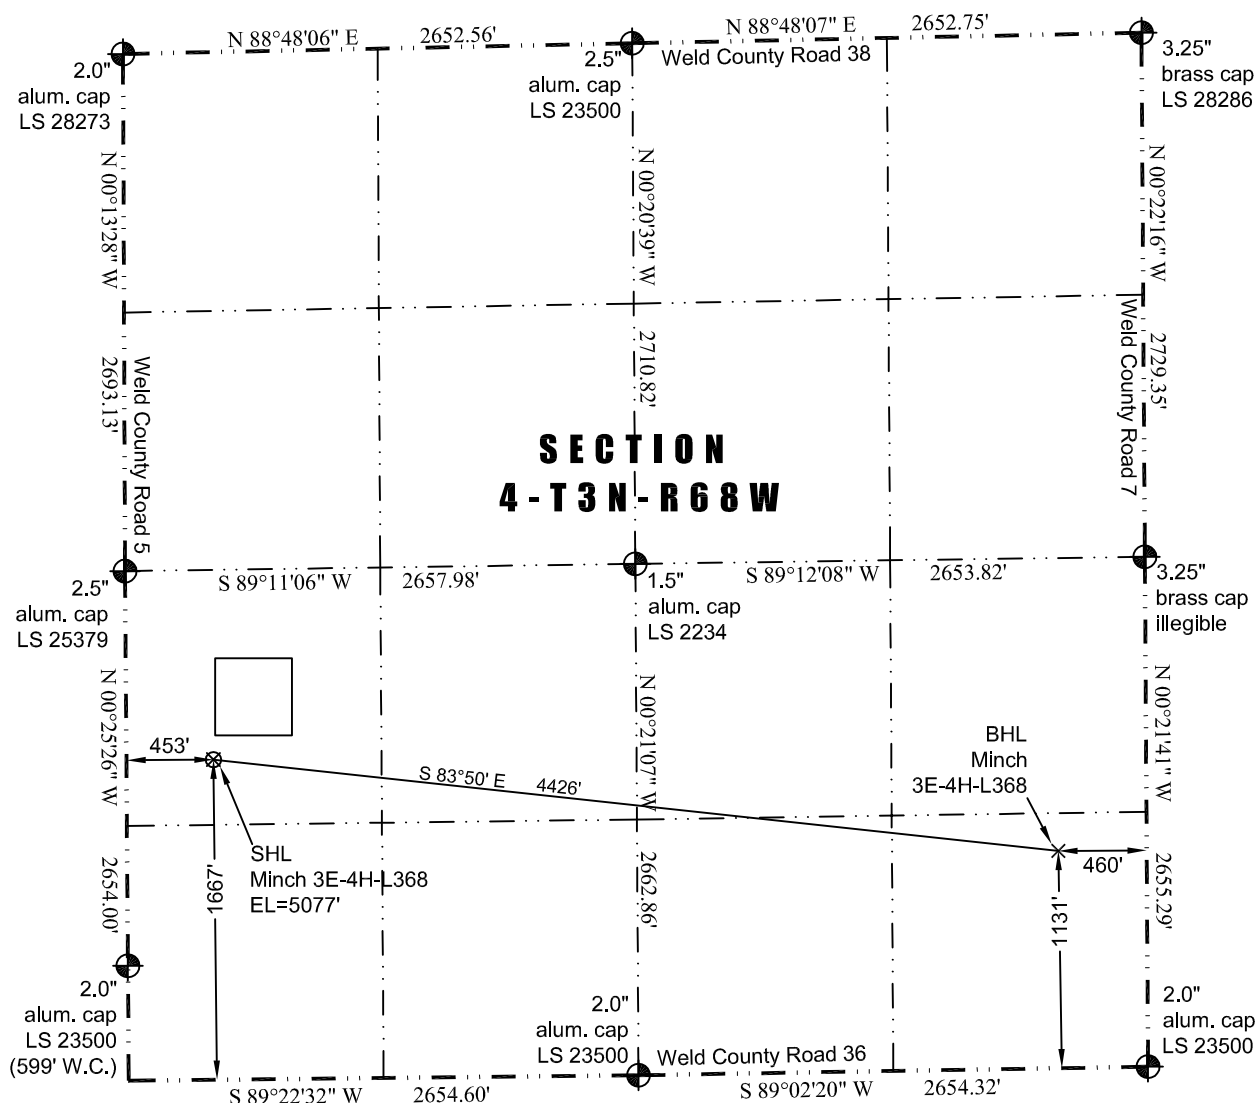 N 88°48'06" E 2652.56'
N 88°48'07" E 2652.75'
Weld County Road 38
2.0"
alum. cap
LS 28273
2.5"
alum. cap
LS 23500
3.25"
brass cap
LS 28286
N 00°13'28" W 2693.13'
Weld County Road 5
N 00°20'39" W 2710.82'
N 00°22'16" W 2729.35'
Weld County Road 7
SECTION
4-T3N-R68W
2.5"
alum. cap
LS 25379
S 89°11'06" W 2657.98'
1.5"
alum. cap
LS 2234
S 89°12'08" W 2653.82'
3.25"
brass cap
illegible
N 00°25'26" W 2654.00'
453'
S 83°50' E 4426'
N 00°21'07" W 2662.86'
BHL
Minch
3E-4H-L368
N 00°21'41" W 2655.29'
460'
SHL
Minch 3E-4H-L368
EL=5077'
1997'
1131'
2.0"
alum. cap
LS 23500
(599' W.C.)
2.0"
alum. cap
LS 23500
Weld County Road 36
2.0"
alum. cap
LS 23500
S 89°22'32" W 2654.60'
S 89°02'20" W 2654.32'